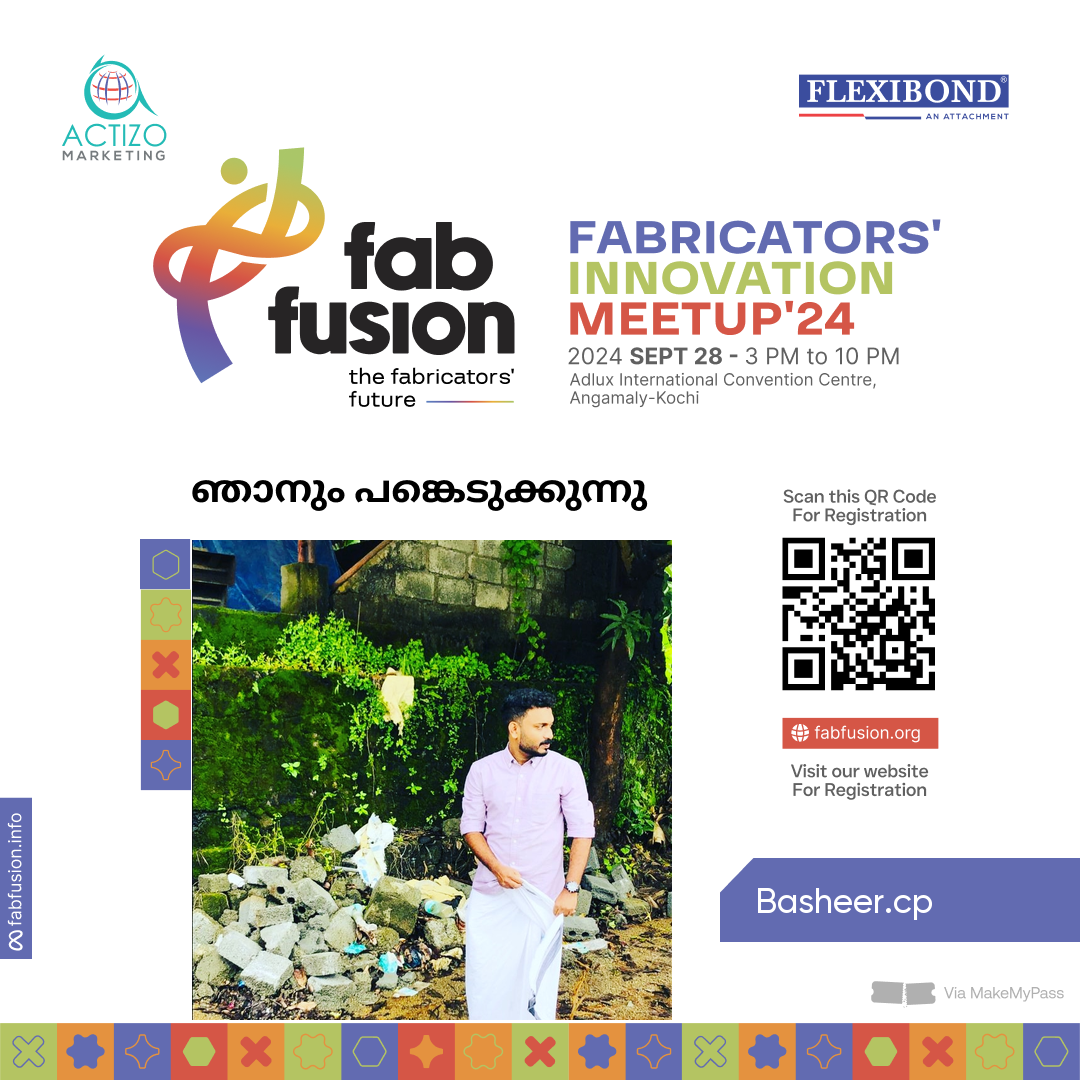 ACTIZO
MARKETING
FLEXIBOND®
AN ATTACHMENT
fab
fusion
the fabricators'
future
FABRICATORS'
INNOVATION
MEETUP'24
2024 SEPT 28 - 3 PM to 10 PM
Adlux International Convention Centre,
Angamaly-Kochi
ഞാനും പങ്കെടുക്കുന്നു
Scan this QR Code
For Registration
fabfusion.org
Visit our website
For Registration
fabfusion.info
Basheer.cp
Via MakeMyPass